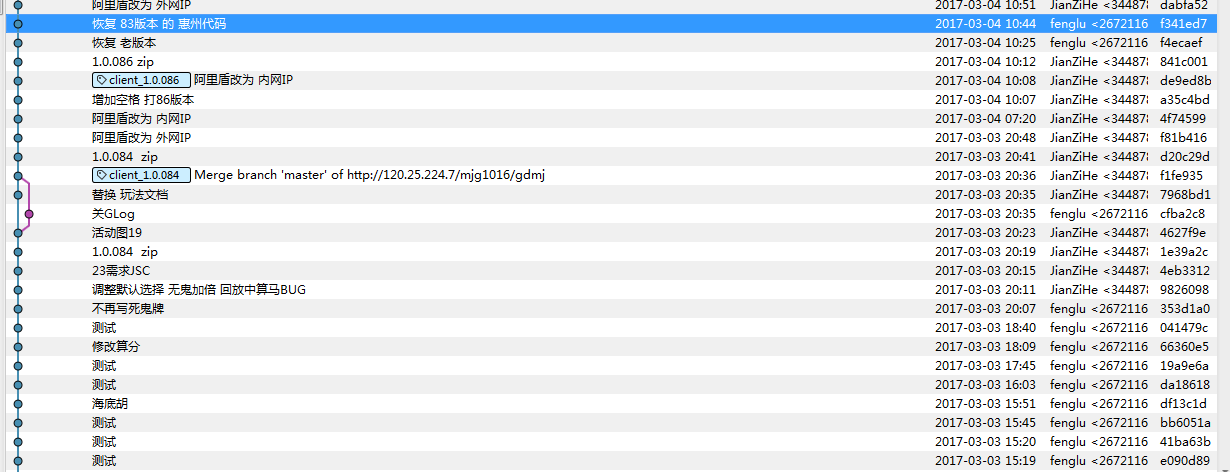 阿里盾改为 外网IP 2017-03-04 10:51 JianZiHe <344878 dabfa52
恢复 83版本 的 惠州代码 2017-03-04 10:44 fenglu <2672116 f341ed7
恢复 老版本 2017-03-04 10:25 fenglu <2672116 f4ecaef
1.0.086 zip 2017-03-04 10:12 JianZiHe <344878 841c001
client_1.0.086 阿里盾改为 内网IP 2017-03-04 10:08 JianZiHe <344878 de9ed8b
增加空格 打86版本 2017-03-04 10:07 JianZiHe <344878 a35c4bd
阿里盾改为 内网IP 2017-03-04 07:20 JianZiHe <344878 4f74599
阿里盾改为 外网IP 2017-03-03 20:48 JianZiHe <344878 f81b416
1.0.084 zip 2017-03-03 20:41 JianZiHe <344878 d20c29d
client_1.0.084 Merge branch 'master' of http://120.25.224.7/mjg1016/gdmj 2017-03-03 20:36 JianZiHe <344878 f1fe935
替换 玩法文档 2017-03-03 20:35 JianZiHe <344878 7968bd1
关GLog 2017-03-03 20:35 fenglu <2672116 cfba2c8
活动图19 2017-03-03 20:23 JianZiHe <344878 4627f9e
1.0.084 zip 2017-03-03 20:19 JianZiHe <344878 1e39a2c
23需求JSC 2017-03-03 20:15 JianZiHe <344878 4eb3312
调整默认选择 无鬼加倍 回放中算马BUG 2017-03-03 20:11 JianZiHe <344878 9826098
不再写死鬼牌 2017-03-03 20:07 fenglu <2672116 353d1a0
测试 2017-03-03 18:40 fenglu <2672116 041479c
修改算分 2017-03-03 18:09 fenglu <2672116 66360e5
测试 2017-03-03 17:45 fenglu <2672116 19a9e6a
测试 2017-03-03 16:03 fenglu <2672116 da18618
海底胡 2017-03-03 15:51 fenglu <2672116 df13c1d
测试 2017-03-03 15:45 fenglu <2672116 bb6051a
测试 2017-03-03 15:20 fenglu <2672116 41ba63b
测试 2017-03-03 15:19 fenglu <2672116 e090d89